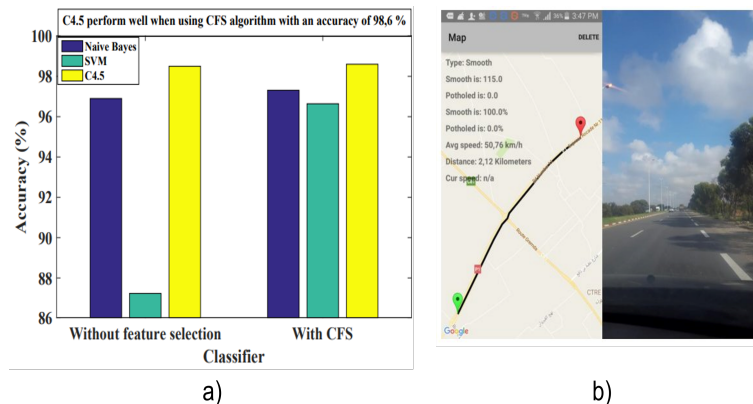 C4.5 perform well when using CFS algorithm with an accuracy of 98,6 %
100
98
96
94
92
90
88
86
Accuracy (%)
Naive Bayes
SVM
C4.5
Without feature selection
With CFS
Classifier
a)
36%
3:47 PM
Map
DELETE
Type: Smooth
Smooth is: 115.0
Potholed is: 0.0
Smooth is: 100.0%
Potholed is: 0.0%
Avg speed: 50,76 km/h
Distance: 2,12 Kilometers
Cur speed: n/a
CTRE
Google
b)